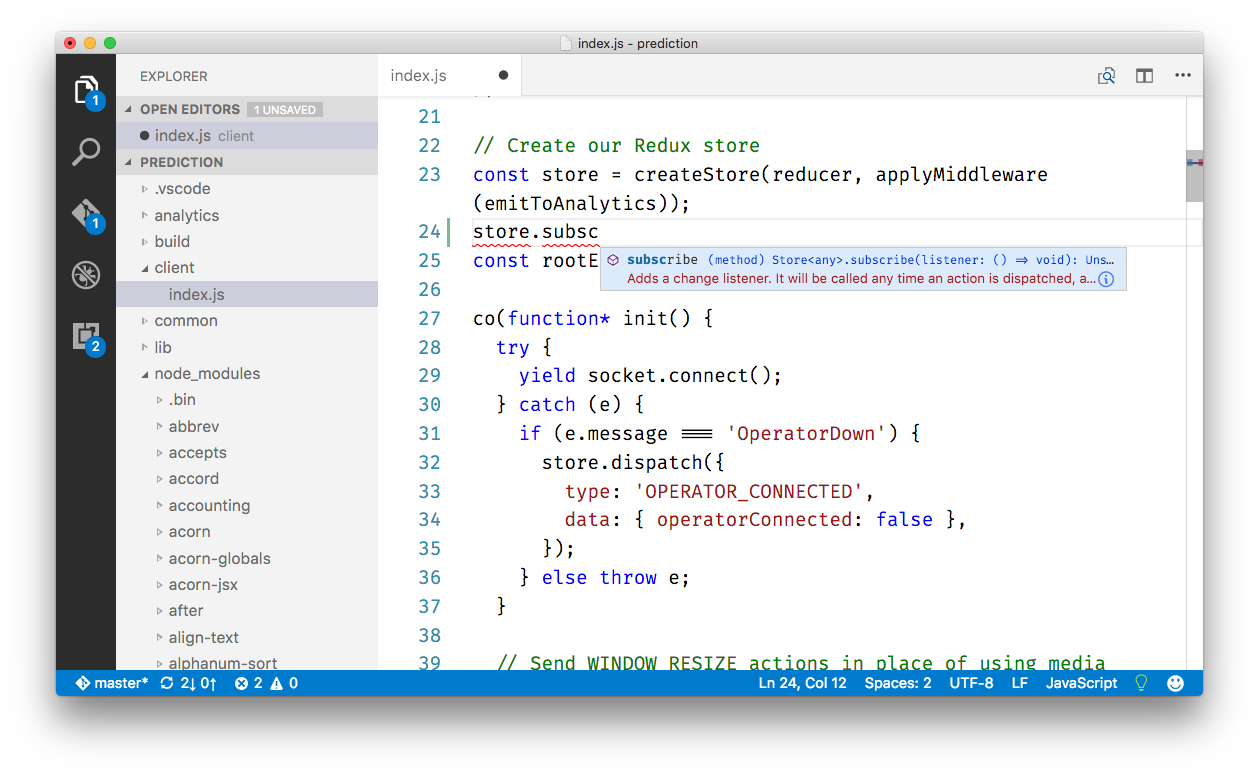 index.js - prediction
EXPLORER
OPEN EDITORS 1 UNSAVED
index.js client
PREDICTION
.vscode
analytics
build
client
index.js
common
lib
node_modules
.bin
abbrev
accepts
accord
accounting
acorn
acorn-globals
acorn-jsx
after
align-text
alphanum-sort
1
1
2
index.js
21
22 // Create our Redux store
23 const store = createStore(reducer, applyMiddleware
(emitToAnalytics));
24 store.subsc
subscribe (method) Store<any>.subscribe(listener: () => void): Uns…
Adds a change listener. It will be called any time an action is dispatched, a...
25 const rootE
26
27 co(function* init() {
28 try {
29 yield socket.connect();
30 } catch (e) {
31 if (e.message === 'OperatorDown') {
32 store.dispatch({
33 type: 'OPERATOR_CONNECTED',
34 data: { operatorConnected: false },
35 });
36 } else throw e;
37 }
38
39 // Send WINDOW_RESIZE actions in place of using media
master* 2↓ 0↑ 2 0
Ln 24, Col 12 Spaces: 2 UTF-8 LF JavaScript